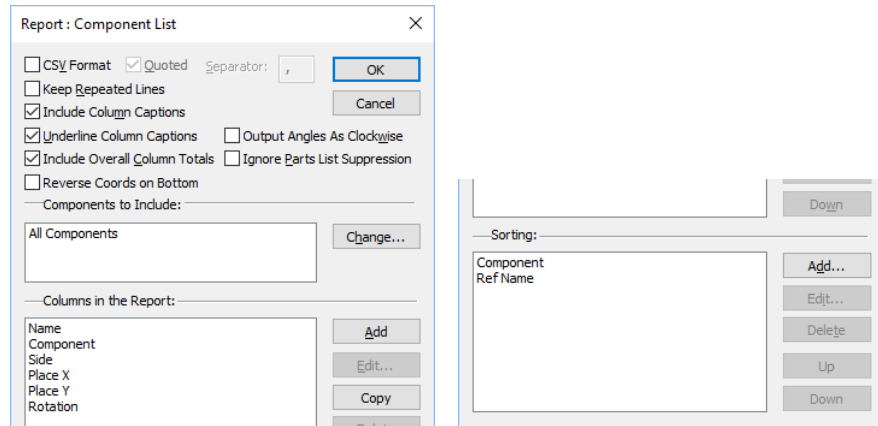 Report : Component List
CSV Format Quoted Separator: ,
OK
Keep Repeated Lines
Cancel
Include Column Captions
Underline Column Captions Output Angles As Clockwise
Include Overall Column Totals Ignore Parts List Suppression
Reverse Coords on Bottom
Components to Include:
All Components
Change...
Columns in the Report:
Name
Component
Side
Place X
Place Y
Rotation
Add
Edit...
Copy
Down
Sorting:
Component
Ref Name
Add...
Edit...
Delete
Up
Down